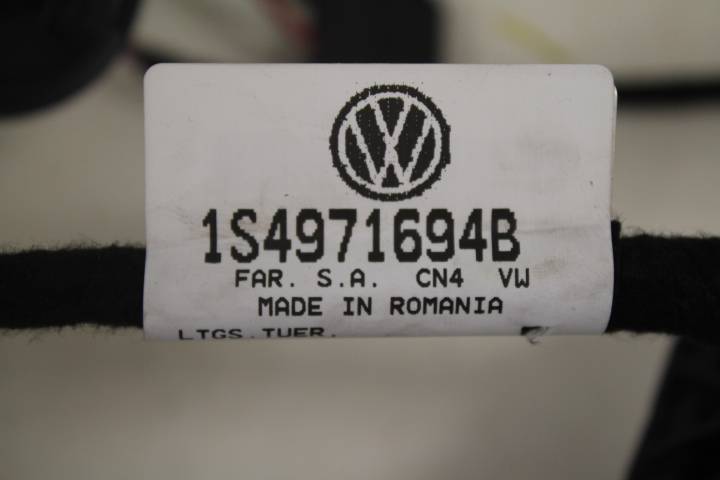 1S4971694B
FAR. S.A. CN4 VW
MADE IN ROMANIA
LTGS.TUER.